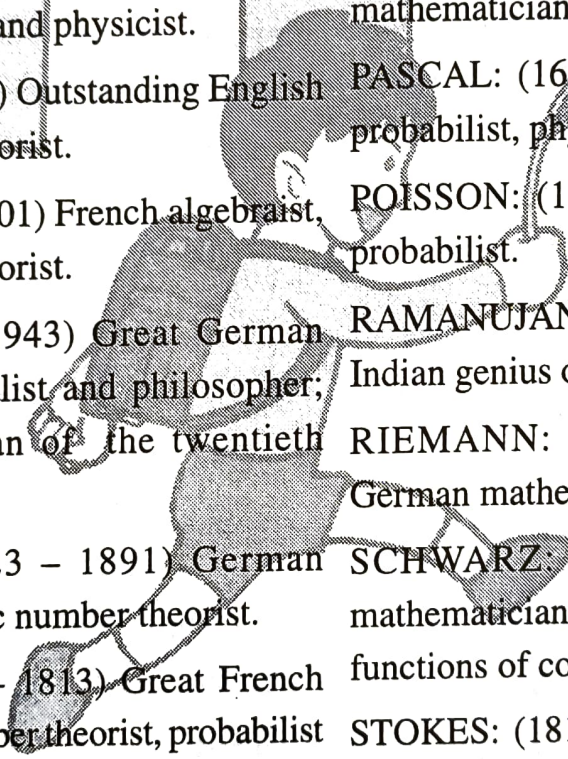 and physicist.
) Outstanding English
orist.
01) French algebraist,
orist.
943) Great German
list and philosopher;
an of the twentieth
3 – 1891) German
c number theorist.
- 1813) Great French
ber theorist, probabilist
mathematician
PASCAL: (16
probabilist, phy
POISSON: (1
probabilist.
RAMANUJAN
Indian genius
RIEMANN:
German mathe
SCHWARZ:
mathematician
functions of co
STOKES: (181